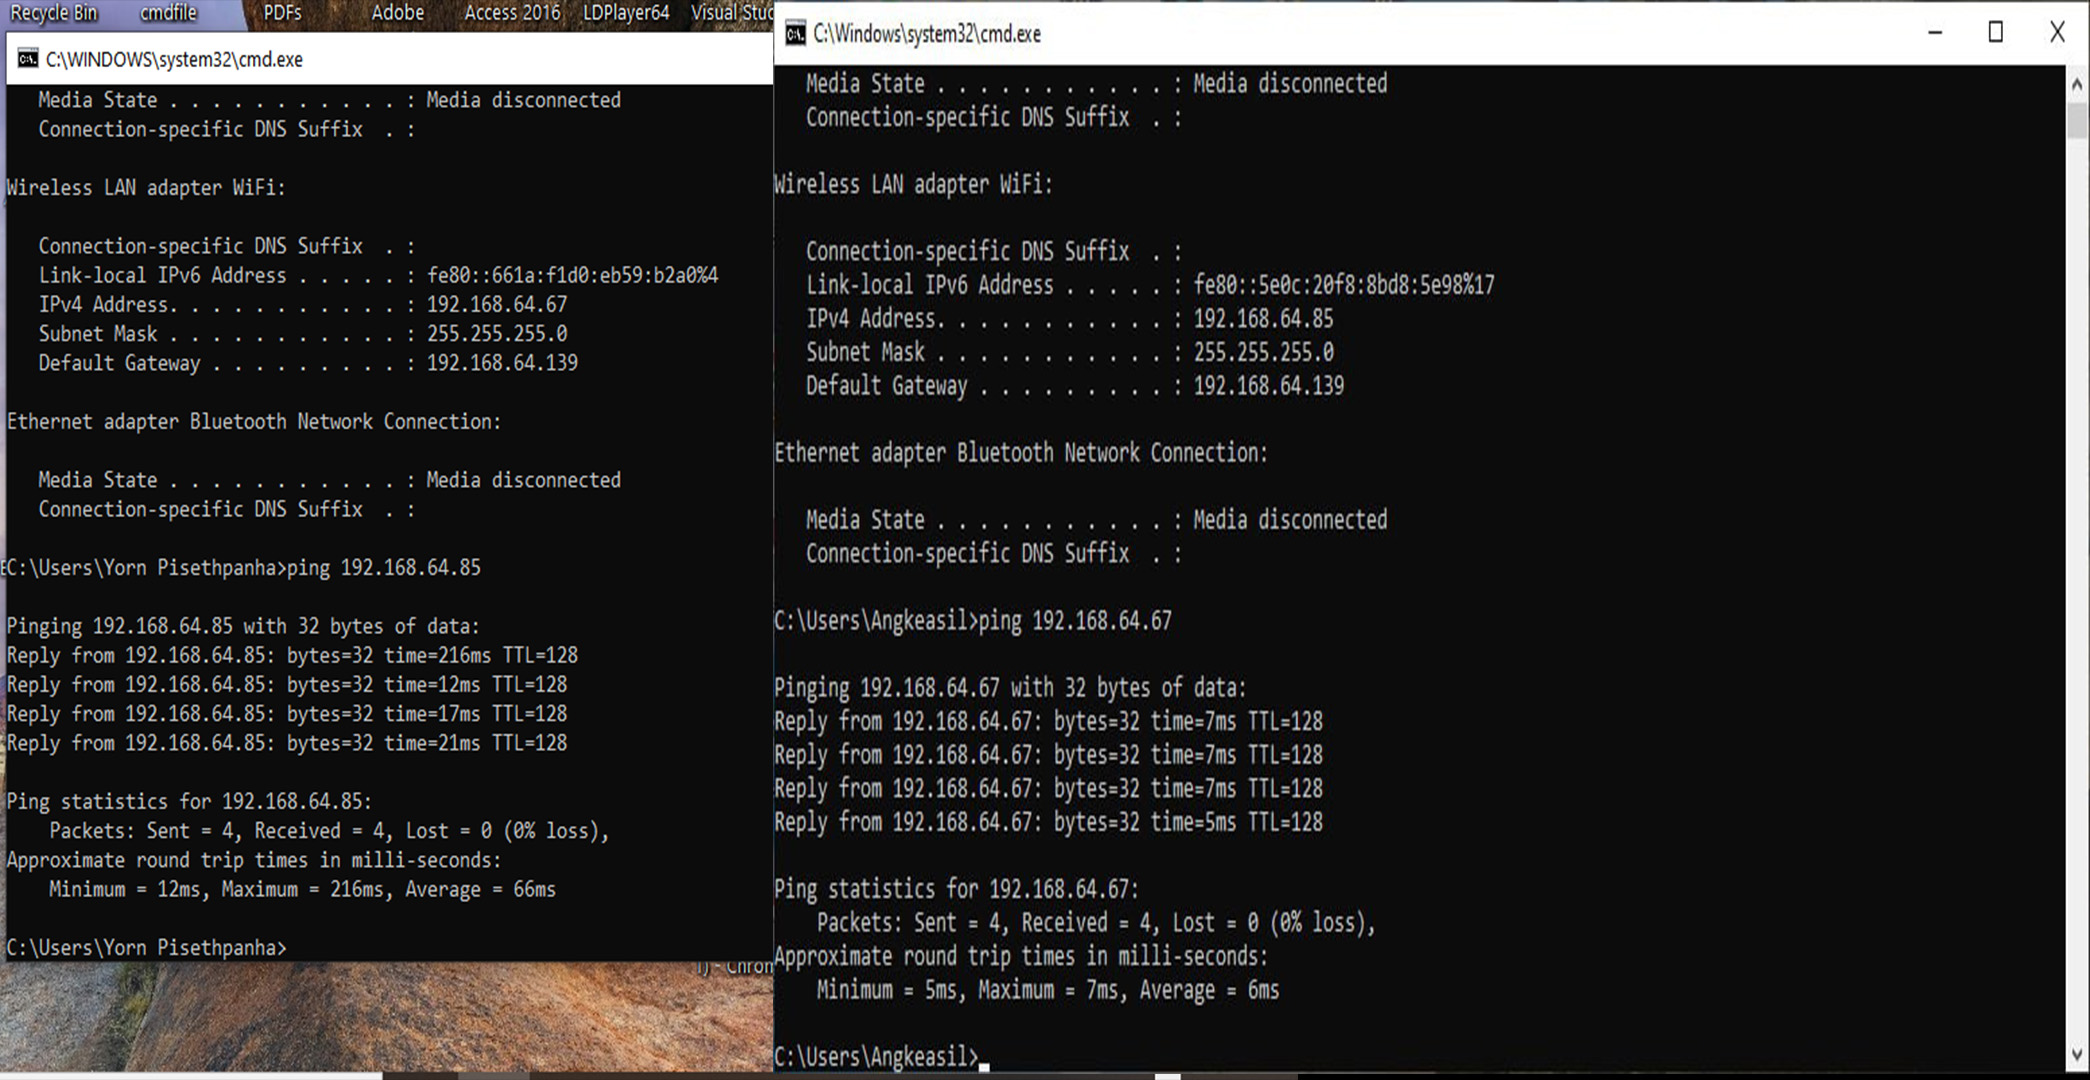 Recycle Bin cmdfile PDFs Adobe Access 2016 LDPlayer64 Visual Stuc
C:\WINDOWS\system32\cmd.exe
Media State . . . . . . . . . . . : Media disconnected
Connection-specific DNS Suffix  . :
Wireless LAN adapter WiFi:
Connection-specific DNS Suffix  . :
Link-local IPv6 Address . . . . . : fe80::661a:f1d0:eb59:b2a0%4
IPv4 Address. . . . . . . . . . . : 192.168.64.67
Subnet Mask . . . . . . . . . . . : 255.255.255.0
Default Gateway . . . . . . . . . : 192.168.64.139
Ethernet adapter Bluetooth Network Connection:
Media State . . . . . . . . . . . : Media disconnected
Connection-specific DNS Suffix  . :
C:\Users\Yorn Pisethpanha>ping 192.168.64.85
Pinging 192.168.64.85 with 32 bytes of data:
Reply from 192.168.64.85: bytes=32 time=216ms TTL=128
Reply from 192.168.64.85: bytes=32 time=12ms TTL=128
Reply from 192.168.64.85: bytes=32 time=17ms TTL=128
Reply from 192.168.64.85: bytes=32 time=21ms TTL=128
Ping statistics for 192.168.64.85:
Packets: Sent = 4, Received = 4, Lost = 0 (0% loss),
Approximate round trip times in milli-seconds:
Minimum = 12ms, Maximum = 216ms, Average = 66ms
C:\Users\Yorn Pisethpanha>
C:\Windows\system32\cmd.exe
Media State . . . . . . . . . . . : Media disconnected
Connection-specific DNS Suffix  . :
Wireless LAN adapter WiFi:
Connection-specific DNS Suffix  . :
Link-local IPv6 Address . . . . . : fe80::5e0c:20f8:8bd8:5e98%17
IPv4 Address. . . . . . . . . . . : 192.168.64.85
Subnet Mask . . . . . . . . . . . : 255.255.255.0
Default Gateway . . . . . . . . . : 192.168.64.139
Ethernet adapter Bluetooth Network Connection:
Media State . . . . . . . . . . . : Media disconnected
Connection-specific DNS Suffix  . :
C:\Users\Angkeasil>ping 192.168.64.67
Pinging 192.168.64.67 with 32 bytes of data:
Reply from 192.168.64.67: bytes=32 time=7ms TTL=128
Reply from 192.168.64.67: bytes=32 time=7ms TTL=128
Reply from 192.168.64.67: bytes=32 time=7ms TTL=128
Reply from 192.168.64.67: bytes=32 time=5ms TTL=128
Ping statistics for 192.168.64.67:
Packets: Sent = 4, Received = 4, Lost = 0 (0% loss),
Approximate round trip times in milli-seconds:
Minimum = 5ms, Maximum = 7ms, Average = 6ms
C:\Users\Angkeasil>